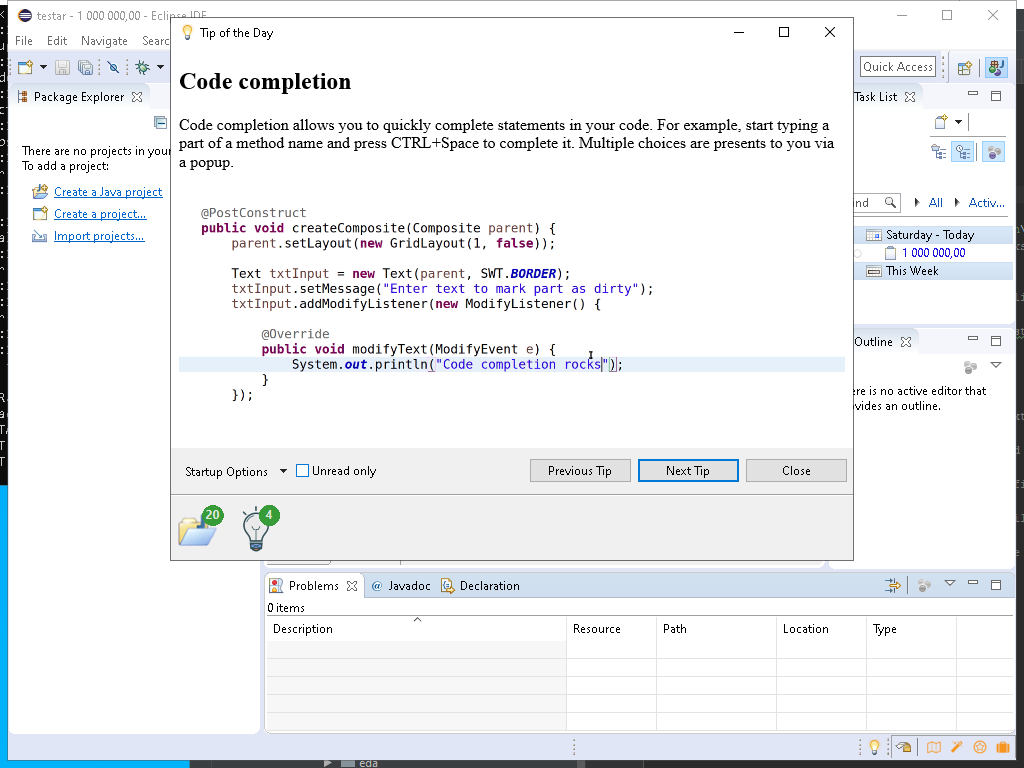 testar - 1 000 000,00 - Eclipse IDE
Tip of the Day
File Edit Navigate Searc
Quick Access
Package Explorer
Task List
Code completion
Code completion allows you to quickly complete statements in your code. For example, start typing a
part of a method name and press CTRL+Space to complete it. Multiple choices are presents to you via
a popup.
There are no projects in your
To add a project:
Create a Java project
Create a project...
Import projects...
nd
All
Activ...
Saturday - Today
1 000 000,00
This Week
@PostConstruct
public void createComposite(Composite parent) {
parent.setLayout(new GridLayout(1, false));
Text txtInput = new Text(parent, SWT.BORDER);
txtInput.setMessage("Enter text to mark part as dirty");
txtInput.addModifyListener(new ModifyListener() {
@Override
public void modifyText(ModifyEvent e) {
System.out.println("Code completion rocks");
}
});
Outline
ere is no active editor that
vides an outline.
Startup Options
Unread only
Previous Tip
Next Tip
Close
20
4
Problems
@ Javadoc
Declaration
0 items
Description
Resource
Path
Location
Type
eda